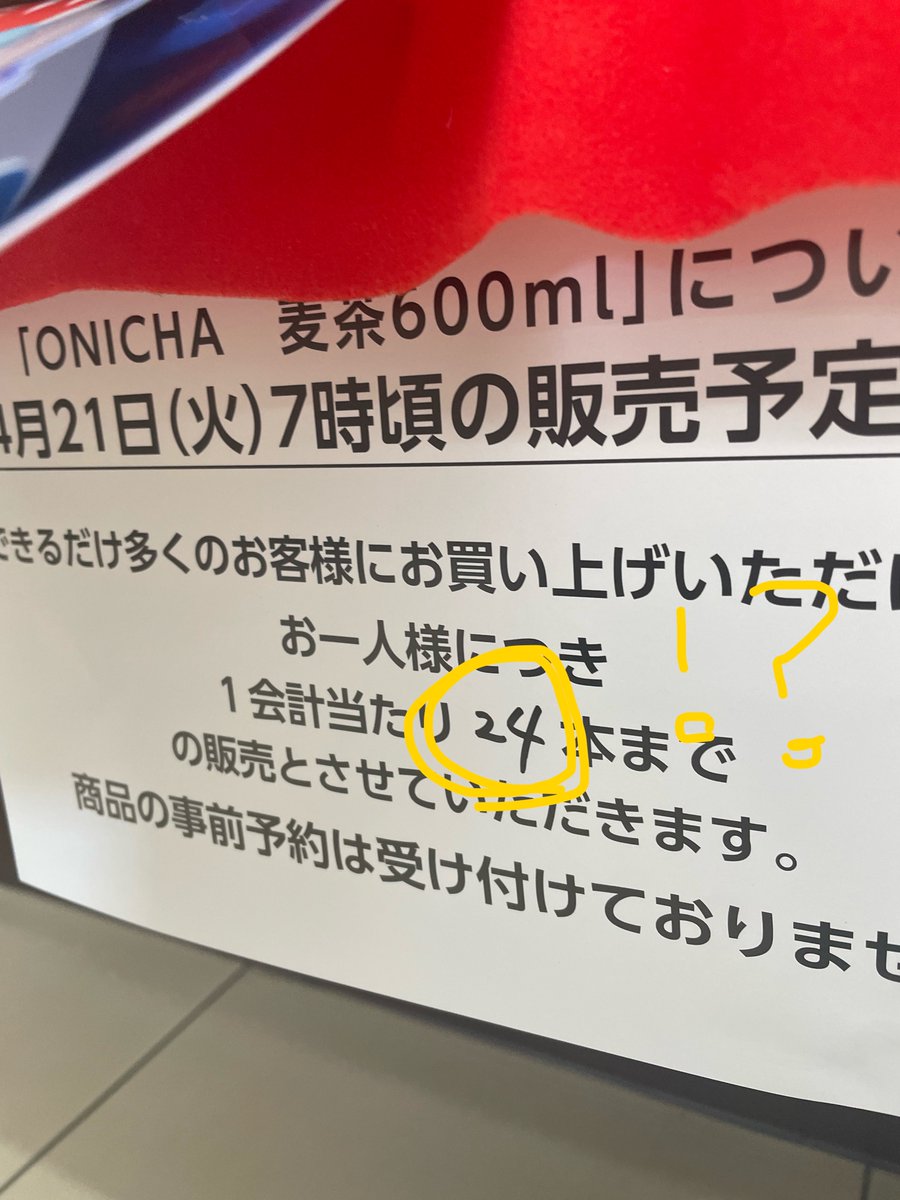 「ONICHA 麦茶600ml」につい
4月21日(火)7時頃の販売予定
できるだけ多くのお客様にお買い上げいただけ
お一人様につき
!?
1会計当たり24本まで
の販売とさせていただきます。
商品の事前予約は受け付けておりませ